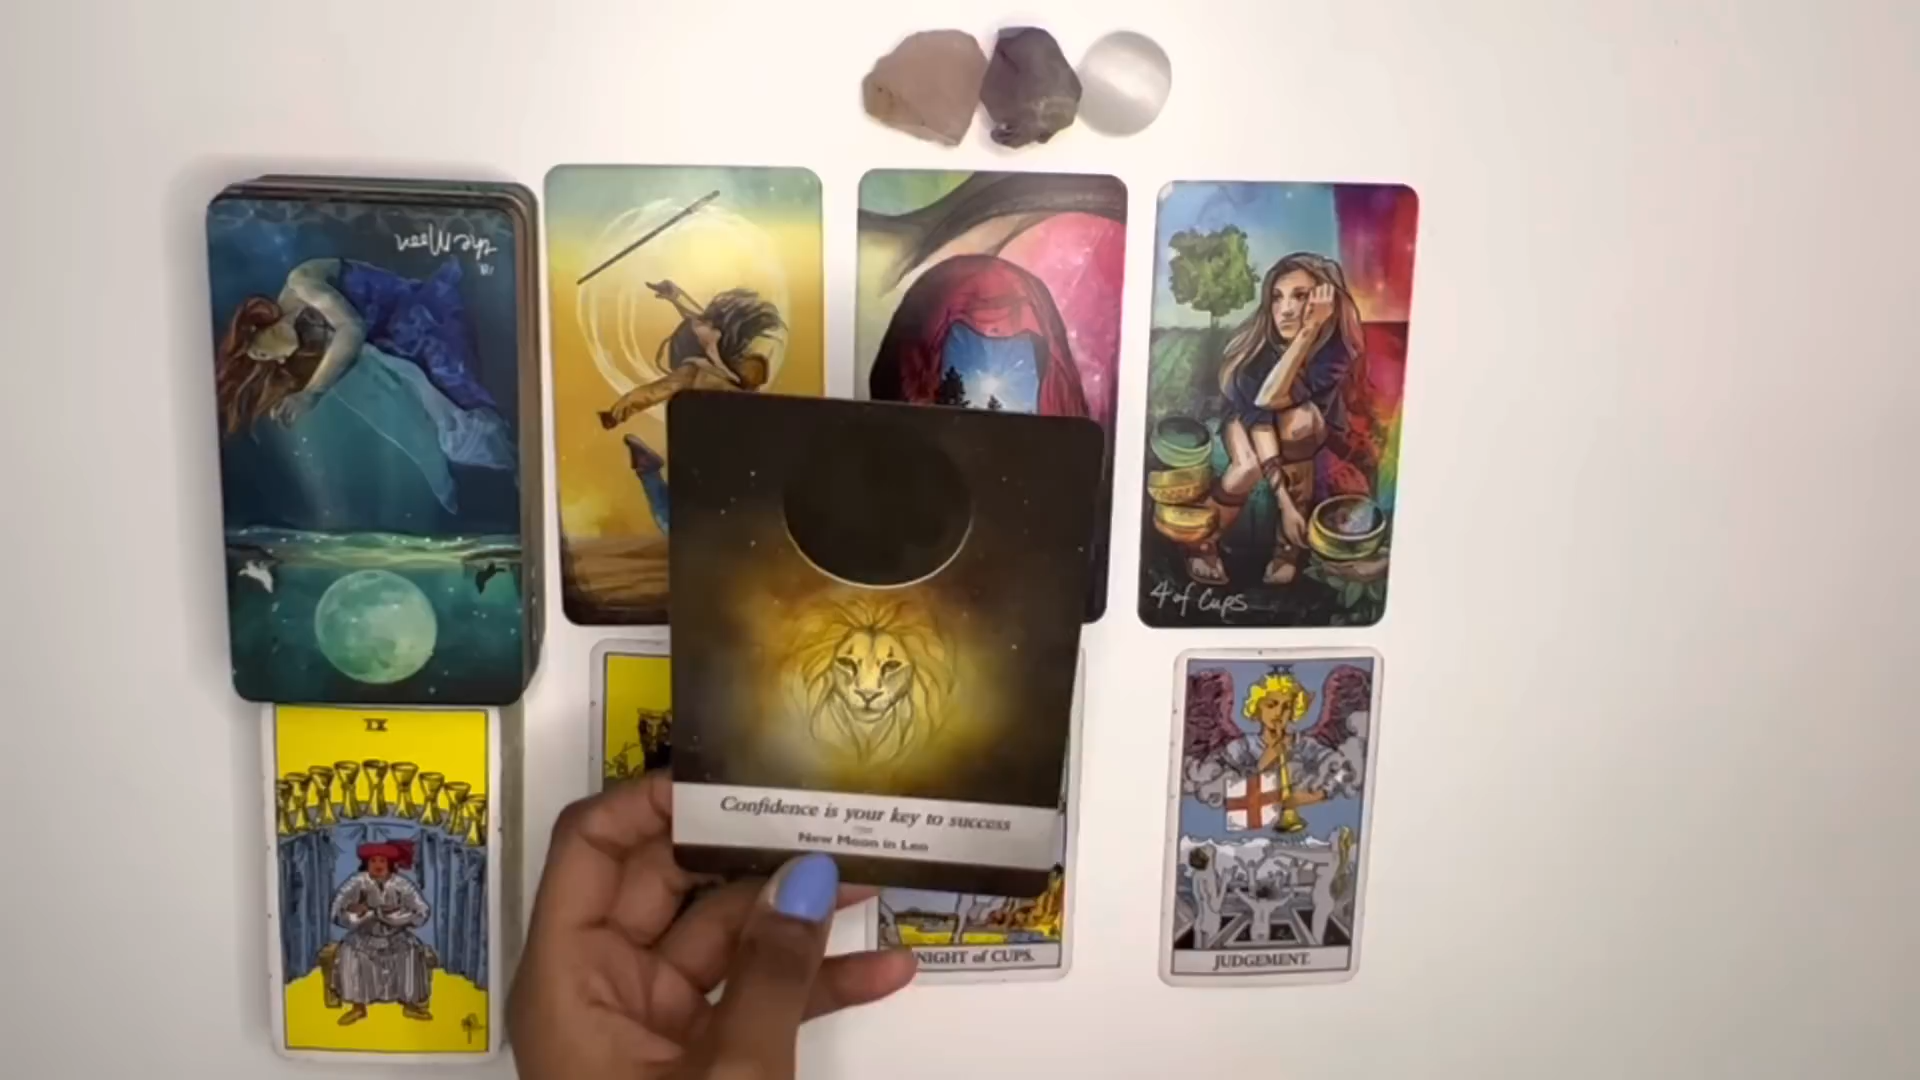 the Moon
18.
4 of Cups
Confidence is your key to success
New Moon in Leo
IX
XX
NIGHT of CUPS.
JUDGEMENT.